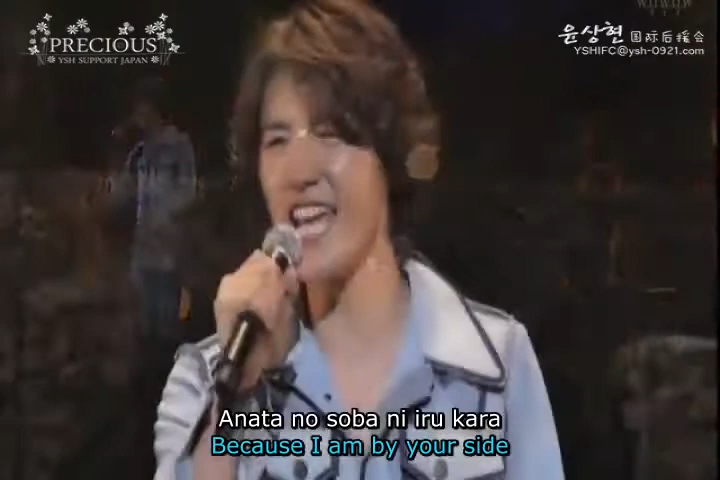 PRECIOUS
YSH SUPPORT JAPAN
윤상현 国际后援会
YSHIFC@ysh-0921.com
Anata no soba ni iru kara
Because I am by your side